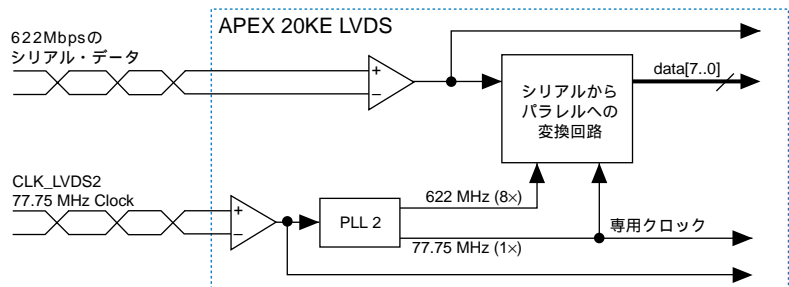 APEX 20KE LVDS
622Mbpsの
シリアル・データ
+
−
シリアルから
パラレルへの
変換回路
data[7..0]
CLK_LVDS2
77.75 MHz Clock
+
−
PLL 2
622 MHz (8×)
77.75 MHz (1×)
専用クロック